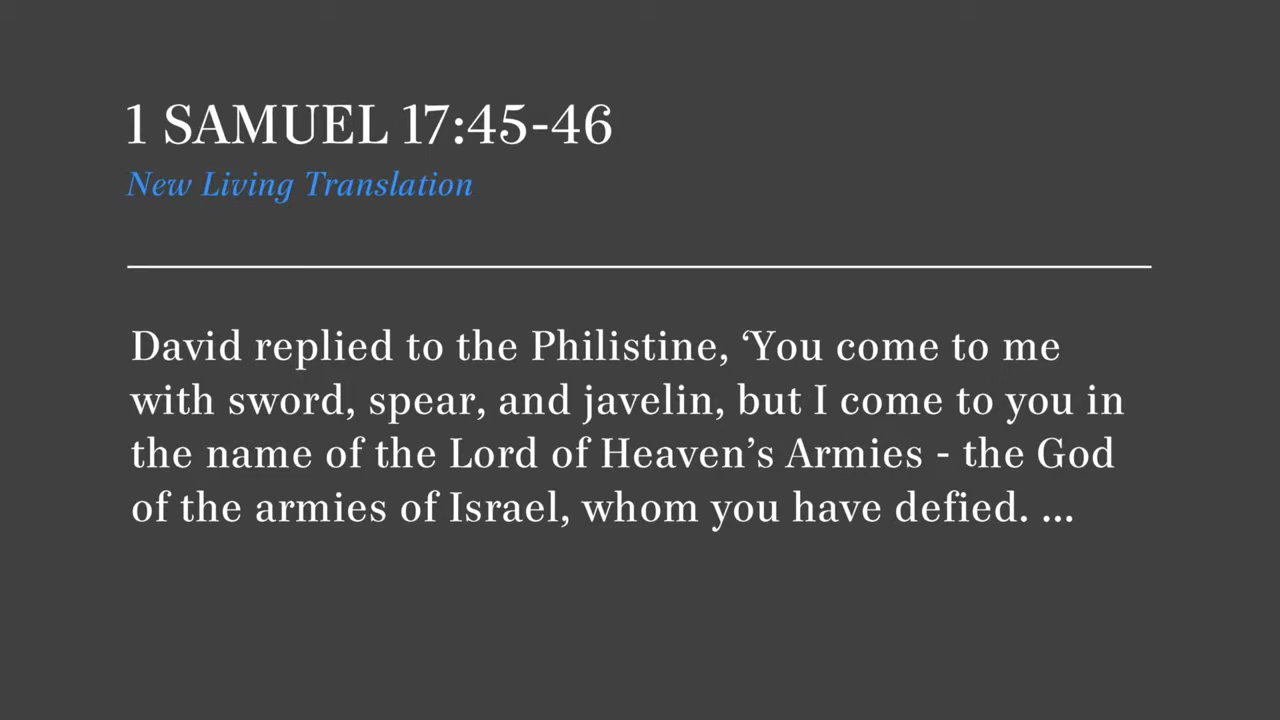 1 SAMUEL 17:45-46
New Living Translation
David replied to the Philistine, ‘You come to me
with sword, spear, and javelin, but I come to you in
the name of the Lord of Heaven’s Armies - the God
of the armies of Israel, whom you have defied. ...